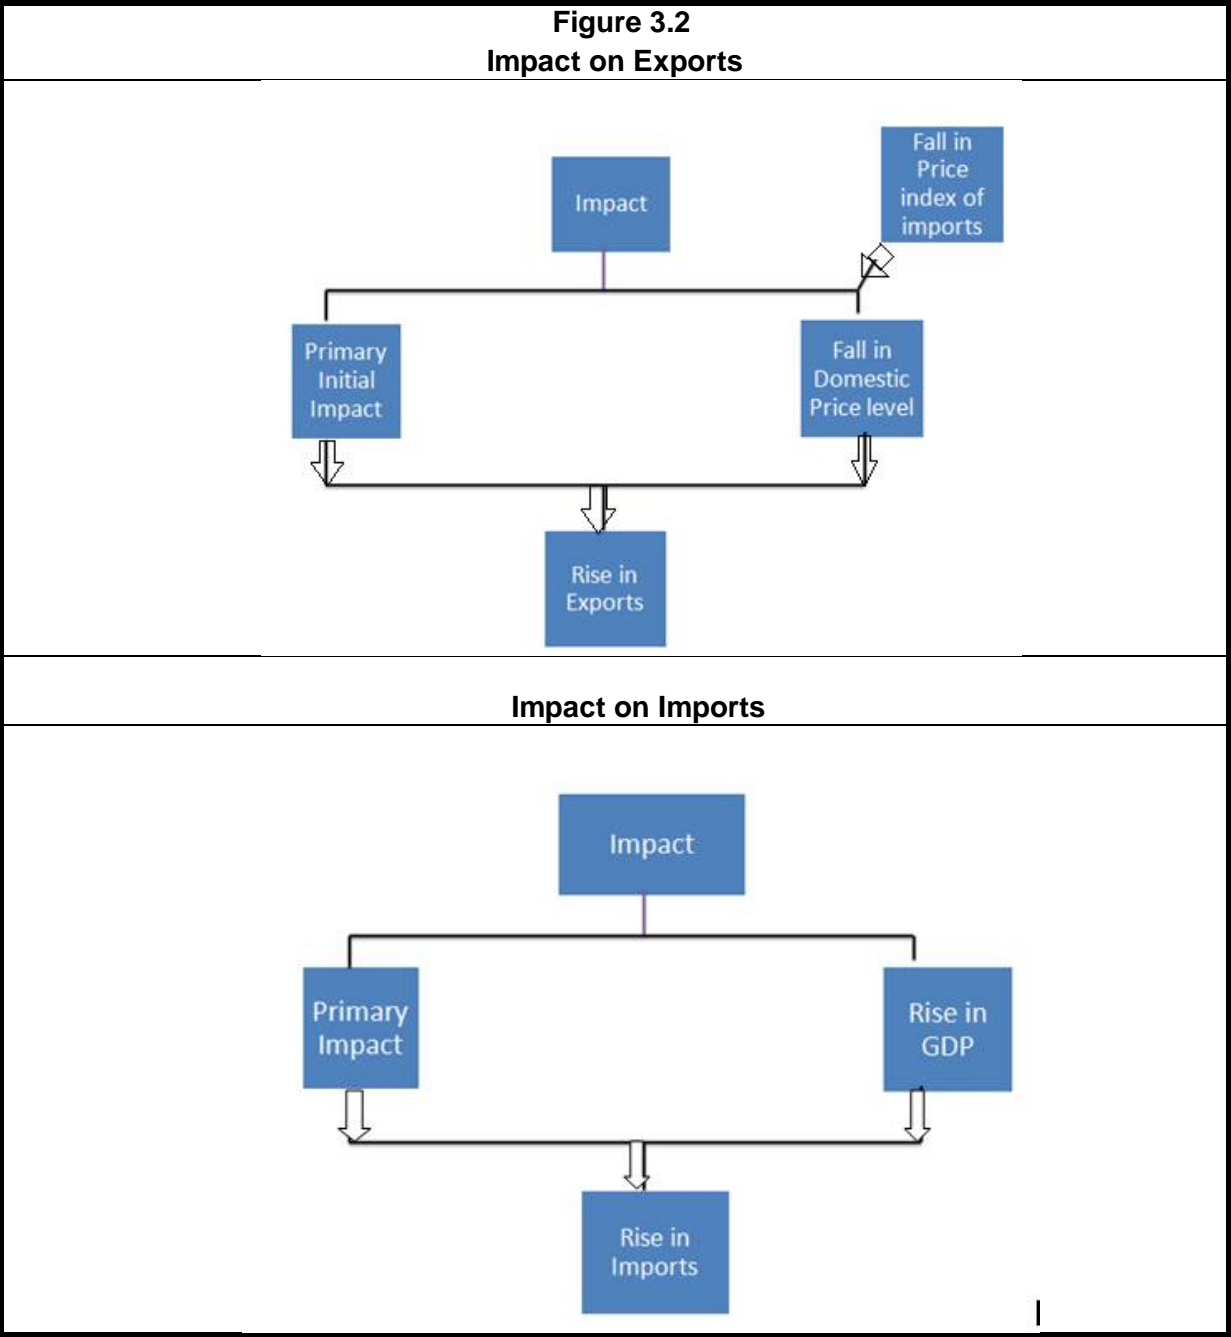 Figure 3.2
Impact on Exports
Fall in
Price
index of
imports
Impact
Primary
Initial
Impact
Fall in
Domestic
Price level
Rise in
Exports
Impact on Imports
Impact
Primary
Impact
Rise in
GDP
Rise in
Imports